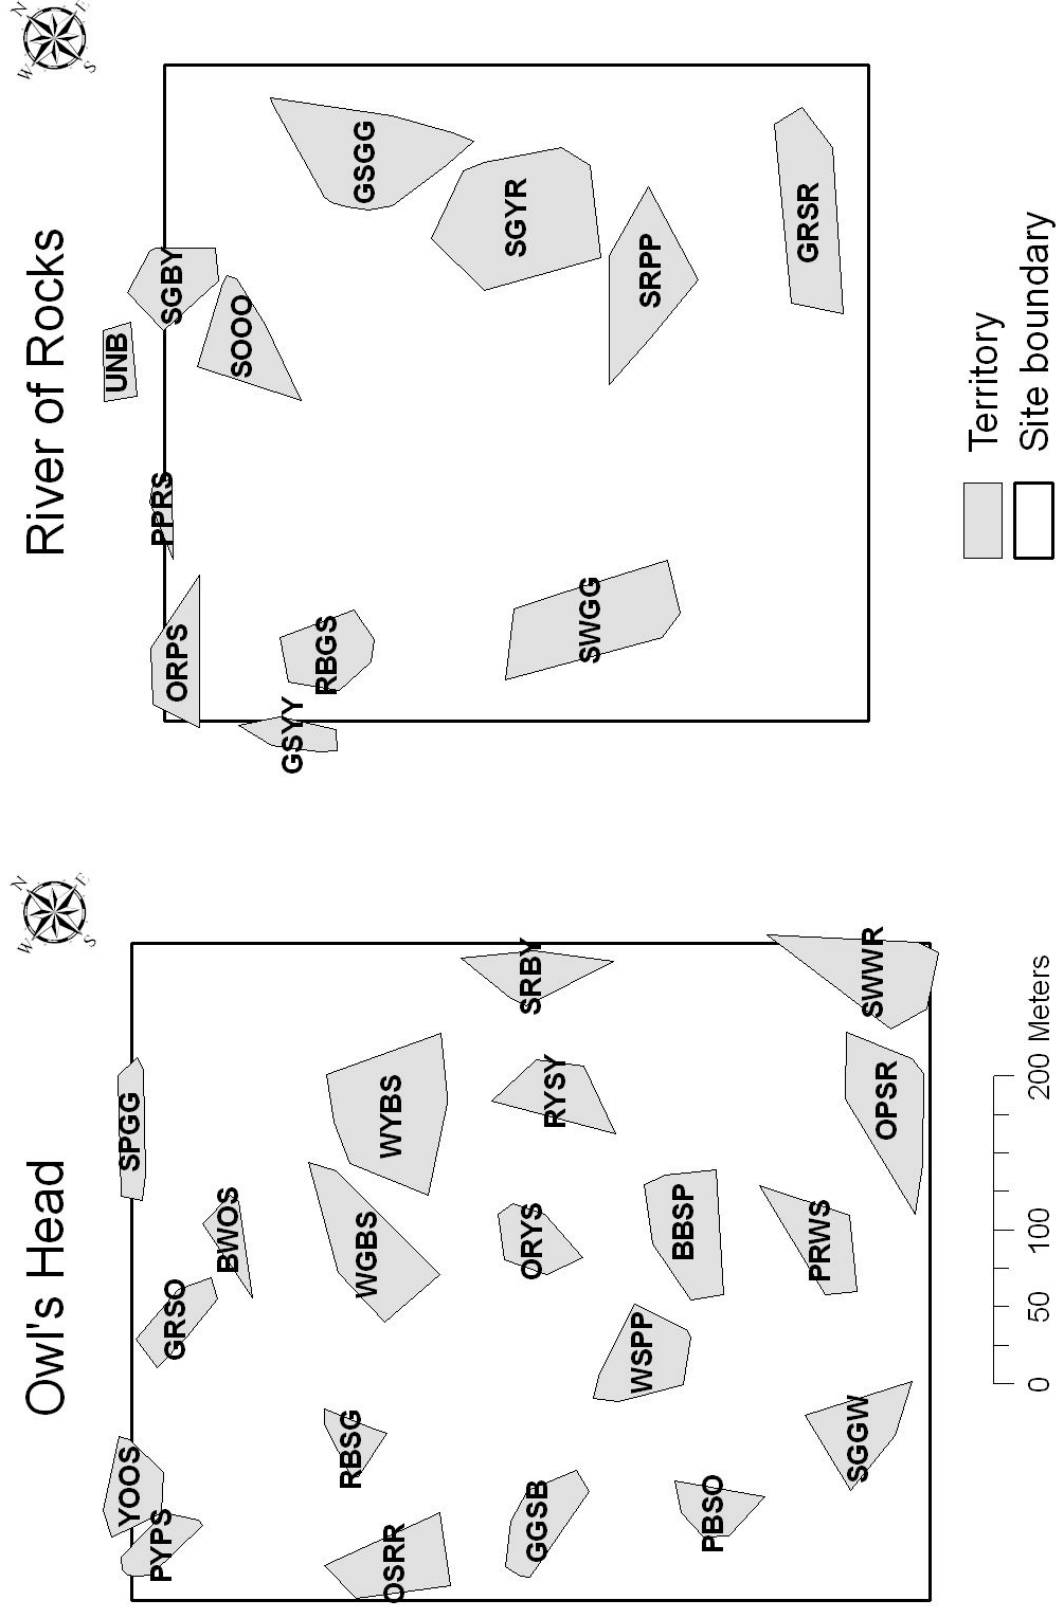 Owl's Head
River of Rocks
N
E
S
W
N
E
S
W
YOOS
PYPS
GRSO
BWOS
SPGG
RBSG
OSRR
WGBS
WYBS
GGSB
ORYS
RYSY
SRBY
WSPP
BBSP
PBSO
PRWS
SGGW
OPSR
SWWR
UNB
SGBY
SOOO
PPRS
ORPS
GSYY
RBGS
GSGG
SGYR
SRPP
SWGG
GRSR
0 50 100 200 Meters
Territory
Site boundary